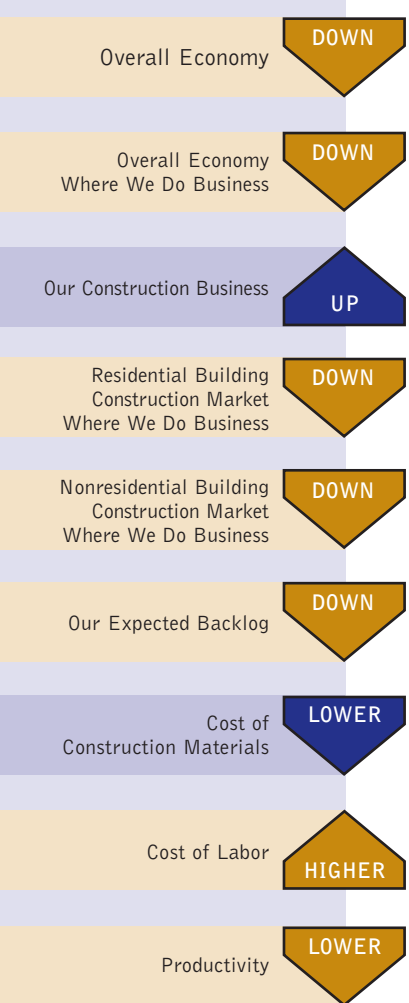 Overall Economy
DOWN
Overall Economy
Where We Do Business
DOWN
Our Construction Business
UP
Residential Building
Construction Market
Where We Do Business
DOWN
Nonresidential Building
Construction Market
Where We Do Business
DOWN
Our Expected Backlog
DOWN
Cost of
Construction Materials
LOWER
Cost of Labor
HIGHER
Productivity
LOWER